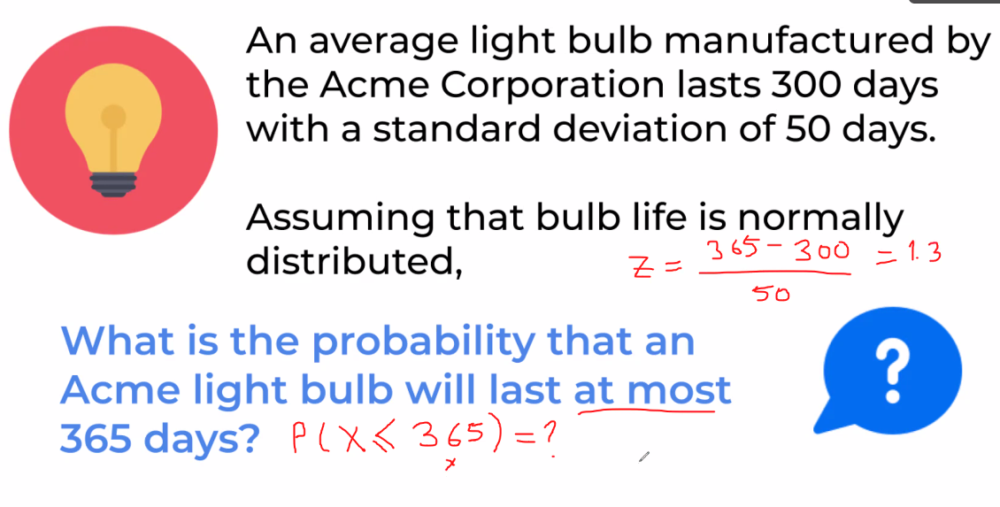 An average light bulb manufactured by
the Acme Corporation lasts 300 days
with a standard deviation of 50 days.
Assuming that bulb life is normally
distributed,
z = (365 - 300) / 50 = 1.3
What is the probability that an
Acme light bulb will last at most
365 days? P(X ≤ 365) = ?
x
?